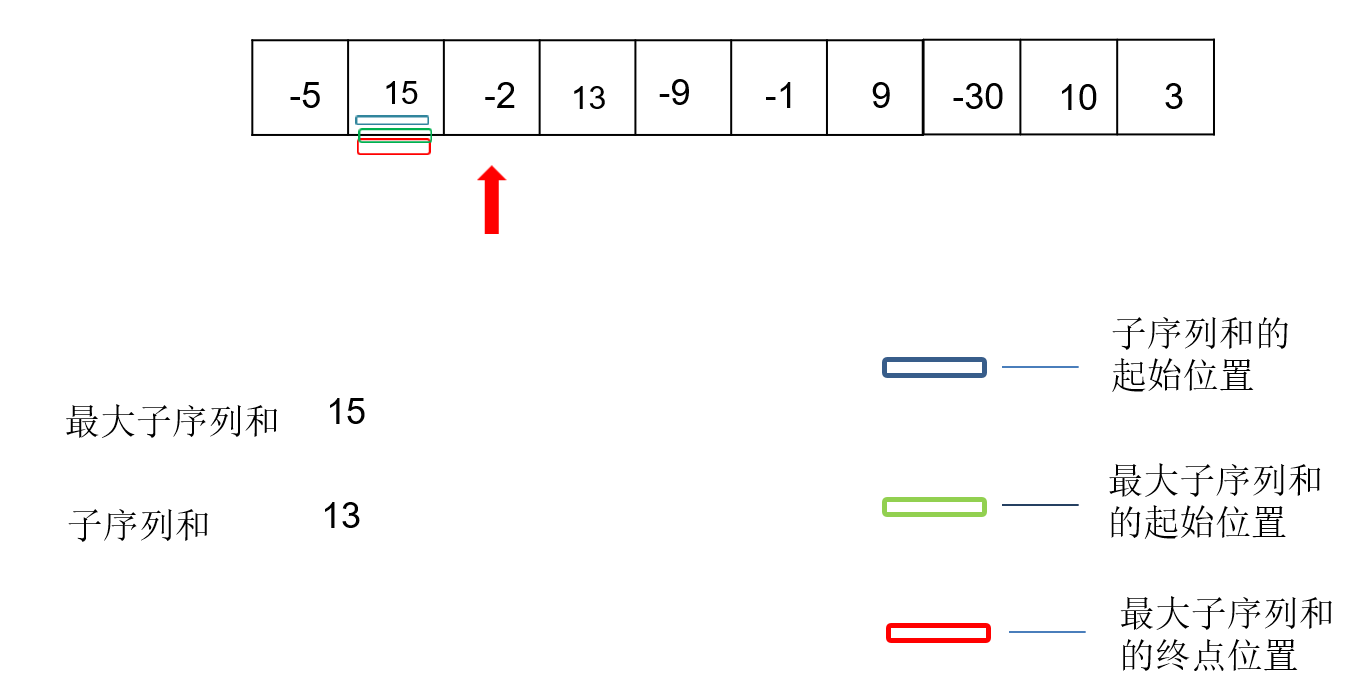 -5 15 -2 13 -9 -1 9 -30 10 3
子序列和的
起始位置
最大子序列和 15
最大子序列和
的起始位置
子序列和 13
最大子序列和
的终点位置